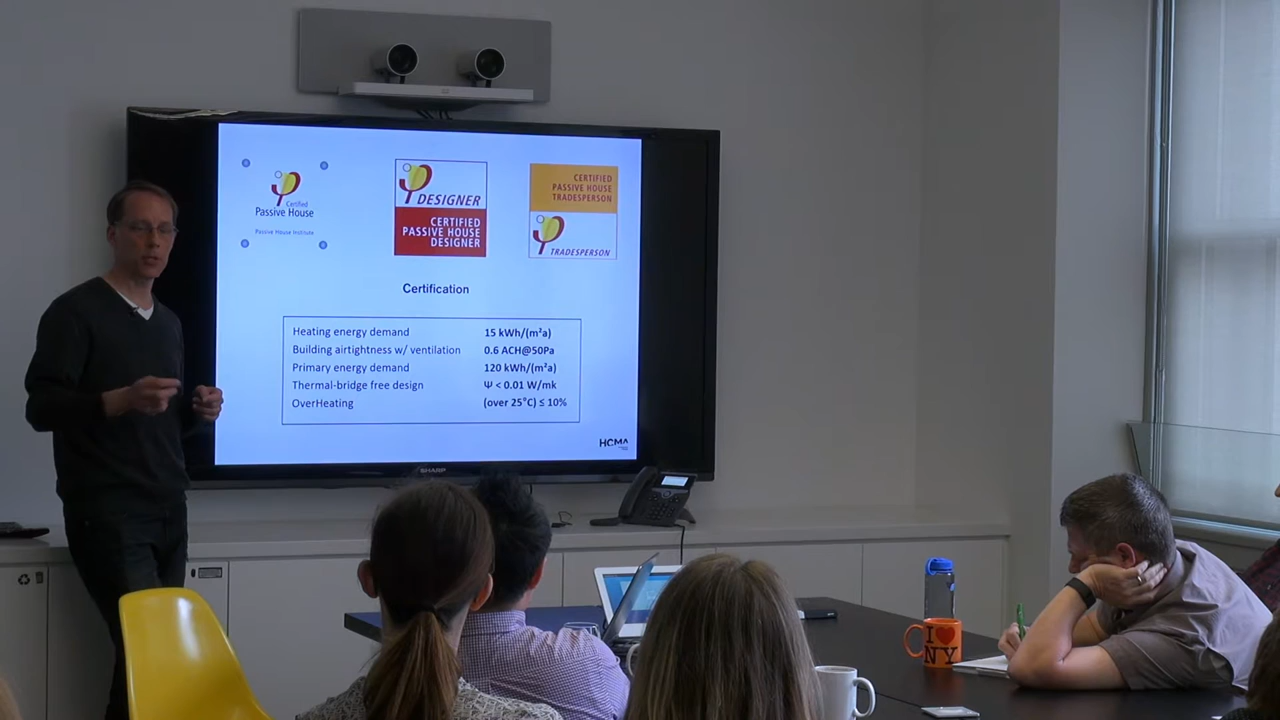 Certified
Passive House
Passive House Institute
DESIGNER
CERTIFIED
PASSIVE HOUSE
DESIGNER
CERTIFIED
PASSIVE HOUSE
TRADESPERSON
TRADESPERSON
Certification
Heating energy demand 15 kWh/(m²a)
Building airtightness w/ ventilation 0.6 ACH@50Pa
Primary energy demand 120 kWh/(m²a)
Thermal-bridge free design Ψ < 0.01 W/mk
OverHeating (over 25°C) ≤ 10%
HCMA
SHARP
I ♥
NY